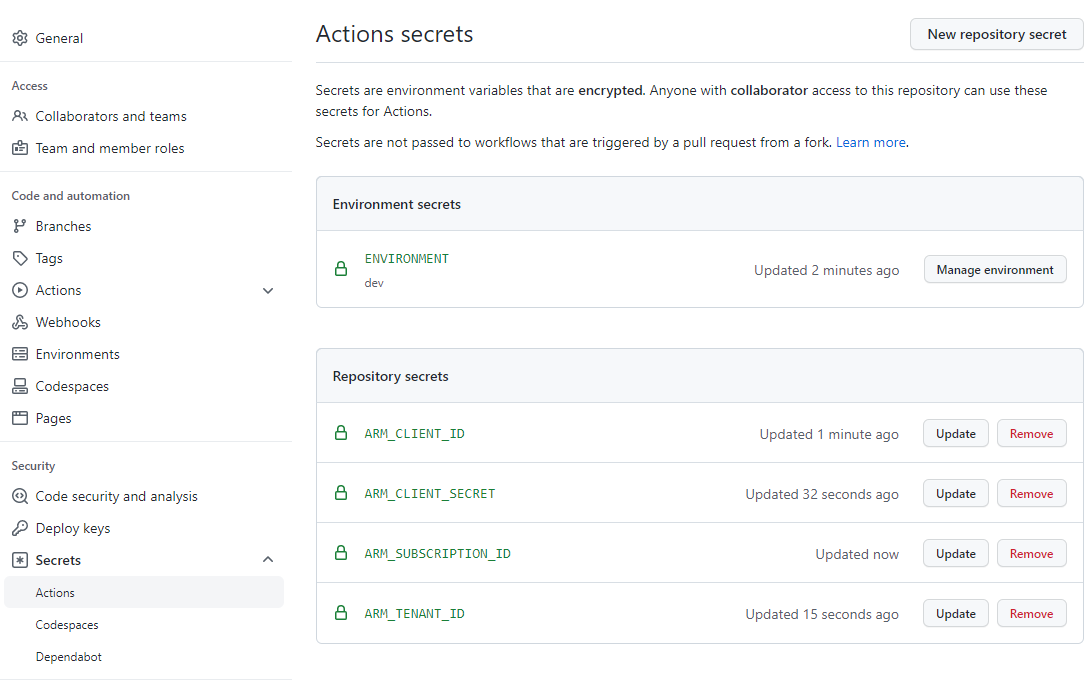 General
Access
Collaborators and teams
Team and member roles
Code and automation
Branches
Tags
Actions
Webhooks
Environments
Codespaces
Pages
Security
Code security and analysis
Deploy keys
Secrets
Actions
Codespaces
Dependabot
Actions secrets
New repository secret
Secrets are environment variables that are encrypted. Anyone with collaborator access to this repository can use these
secrets for Actions.
Secrets are not passed to workflows that are triggered by a pull request from a fork. Learn more.
Environment secrets
ENVIRONMENT
dev
Updated 2 minutes ago
Manage environment
Repository secrets
ARM_CLIENT_ID Updated 1 minute ago Update Remove
ARM_CLIENT_SECRET Updated 32 seconds ago Update Remove
ARM_SUBSCRIPTION_ID Updated now Update Remove
ARM_TENANT_ID Updated 15 seconds ago Update Remove